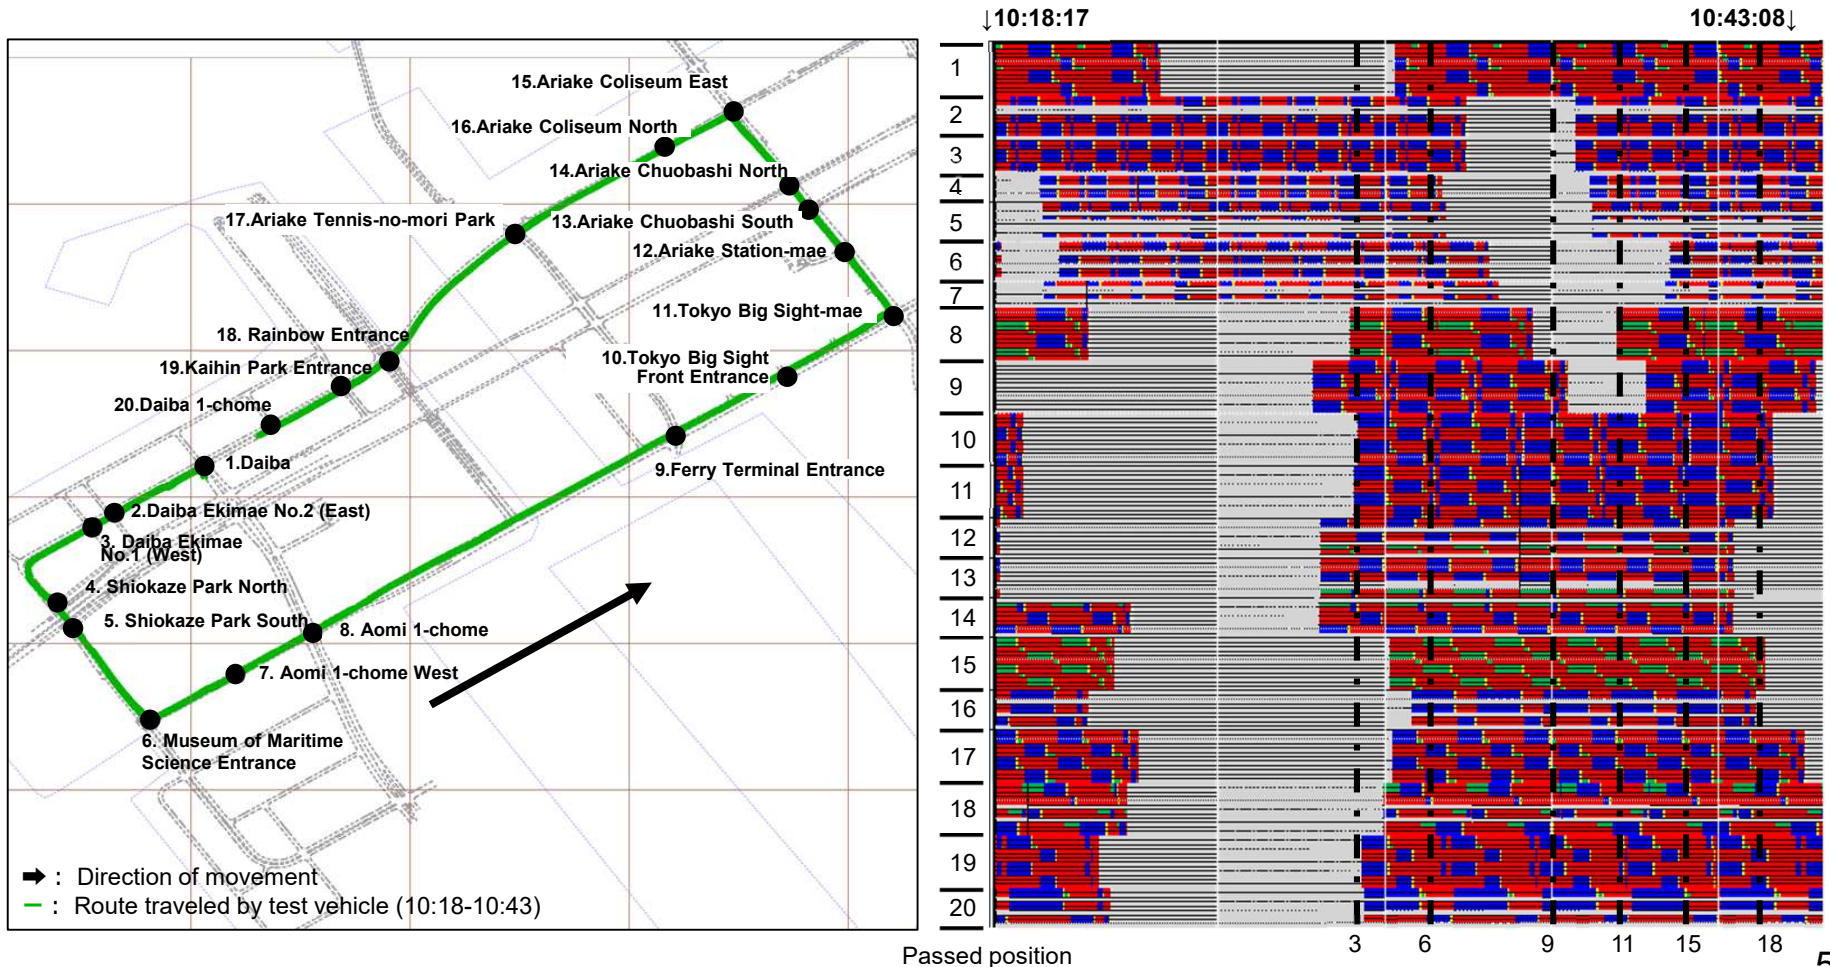 ↓10:18:17
10:43:08↓
15.Ariake Coliseum East
16.Ariake Coliseum North
14.Ariake Chuobashi North
17.Ariake Tennis-no-mori Park
13.Ariake Chuobashi South
12.Ariake Station-mae
11.Tokyo Big Sight-mae
18. Rainbow Entrance
10.Tokyo Big Sight
Front Entrance
19.Kaihin Park Entrance
20.Daiba 1-chome
1.Daiba
9.Ferry Terminal Entrance
2.Daiba Ekimae No.2 (East)
3. Daiba Ekimae
No.1 (West)
4. Shiokaze Park North
5. Shiokaze Park South
8. Aomi 1-chome
7. Aomi 1-chome West
6. Museum of Maritime
Science Entrance
➡ : Direction of movement
– : Route traveled by test vehicle (10:18-10:43)
1
2
3
4
5
6
7
8
9
10
11
12
13
14
15
16
17
18
19
20
3 6 9 11 15 18
Passed position
5